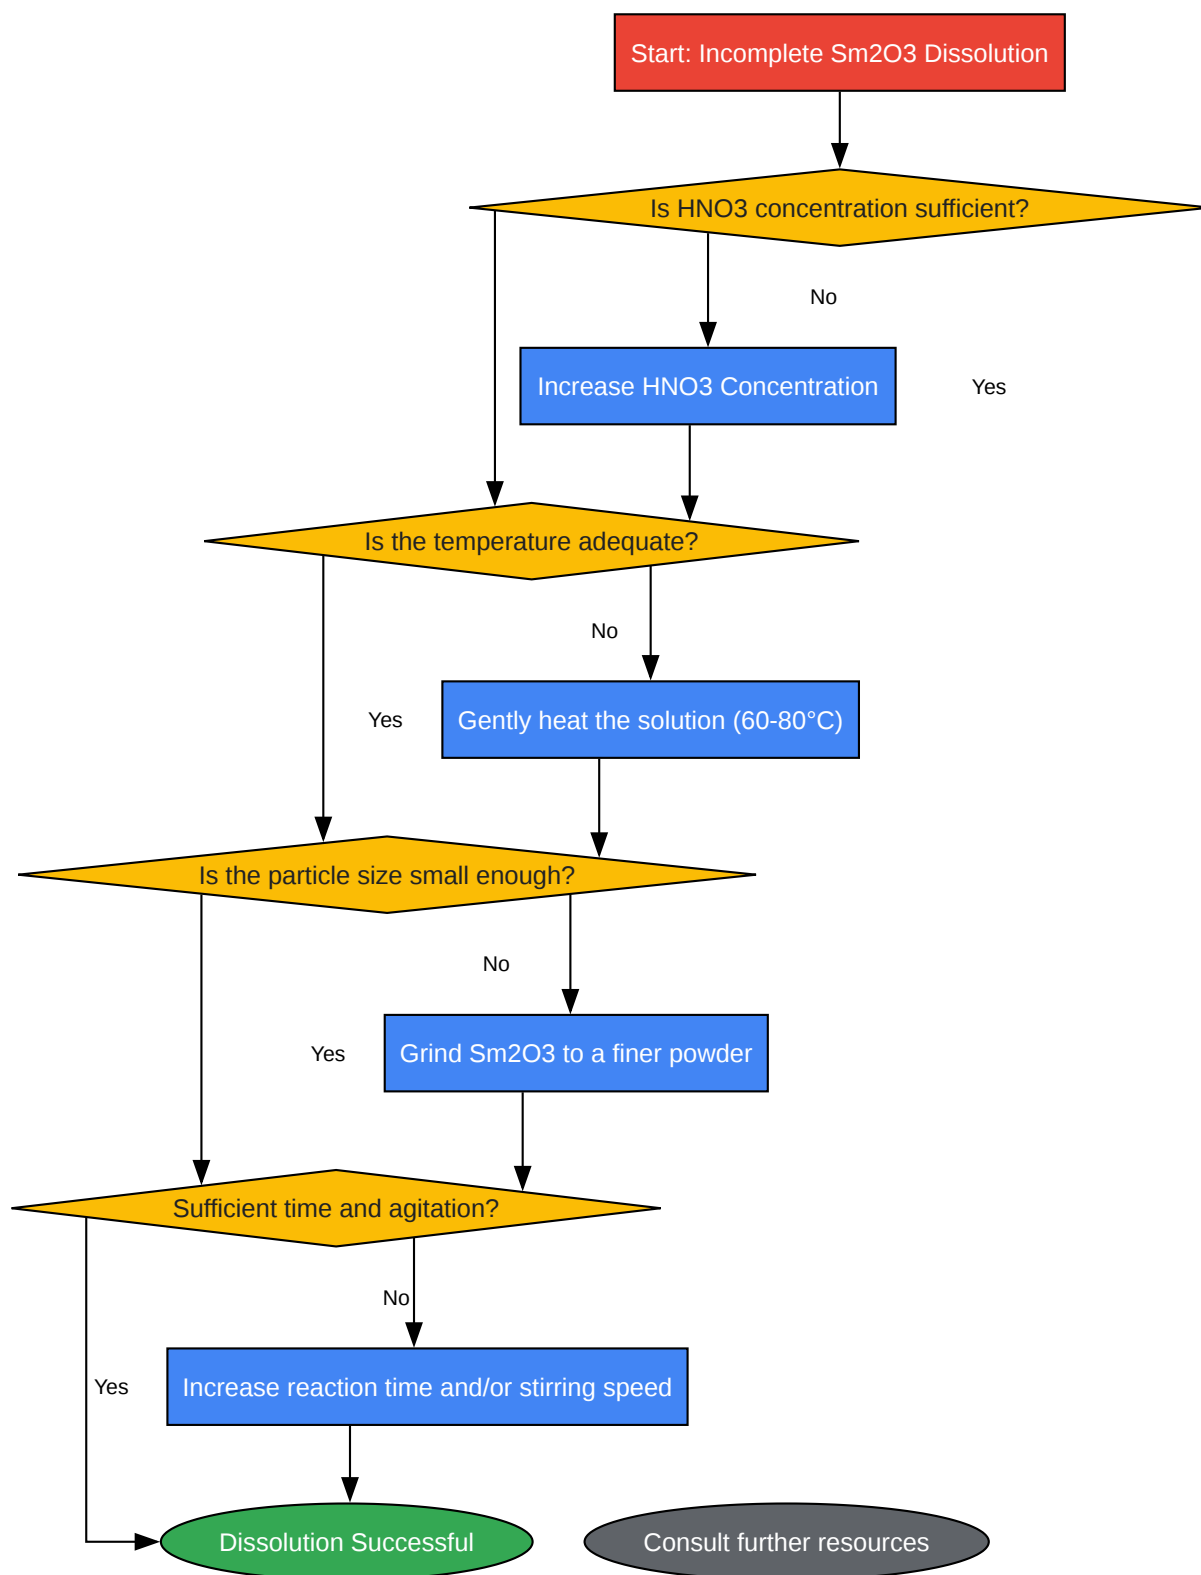 Start: Incomplete Sm2O3 Dissolution
Is HNO3 concentration sufficient?
No
Increase HNO3 Concentration
Yes
Is the temperature adequate?
No
Yes
Gently heat the solution (60-80°C)
Is the particle size small enough?
No
Yes
Grind Sm2O3 to a finer powder
Sufficient time and agitation?
No
Yes
Increase reaction time and/or stirring speed
Dissolution Successful
Consult further resources